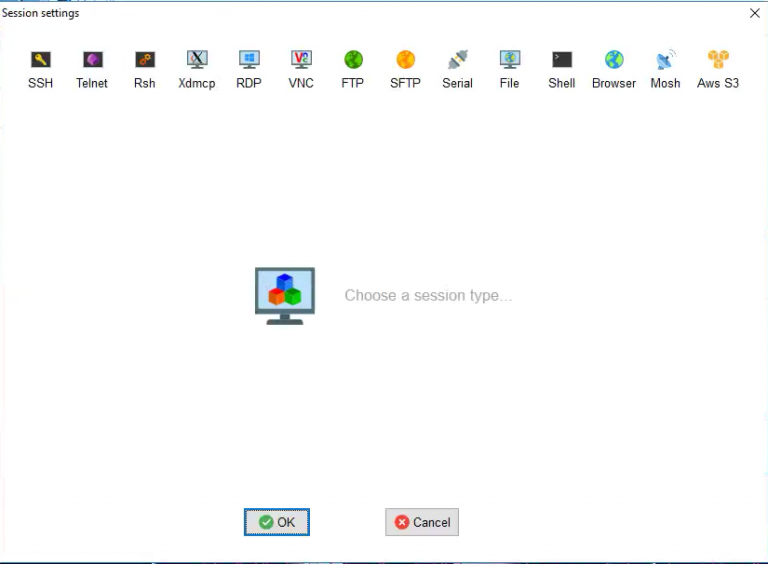 Session settings
SSH Telnet Rsh Xdmcp RDP VNC FTP SFTP Serial File Shell Browser Mosh Aws S3
Choose a session type...
OK Cancel